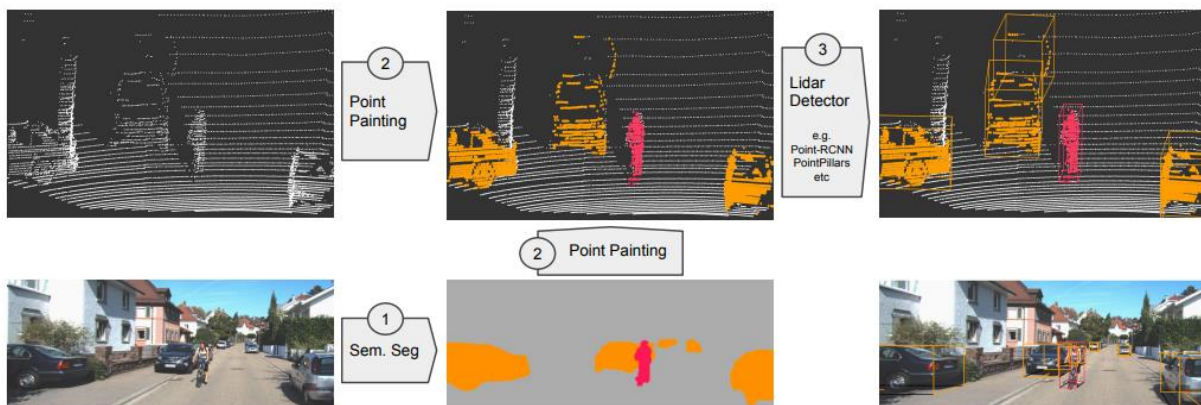 2
Point
Painting
3
Lidar
Detector
e.g.
Point-RCNN
PointPillars
etc
2 Point Painting
1
Sem. Seg